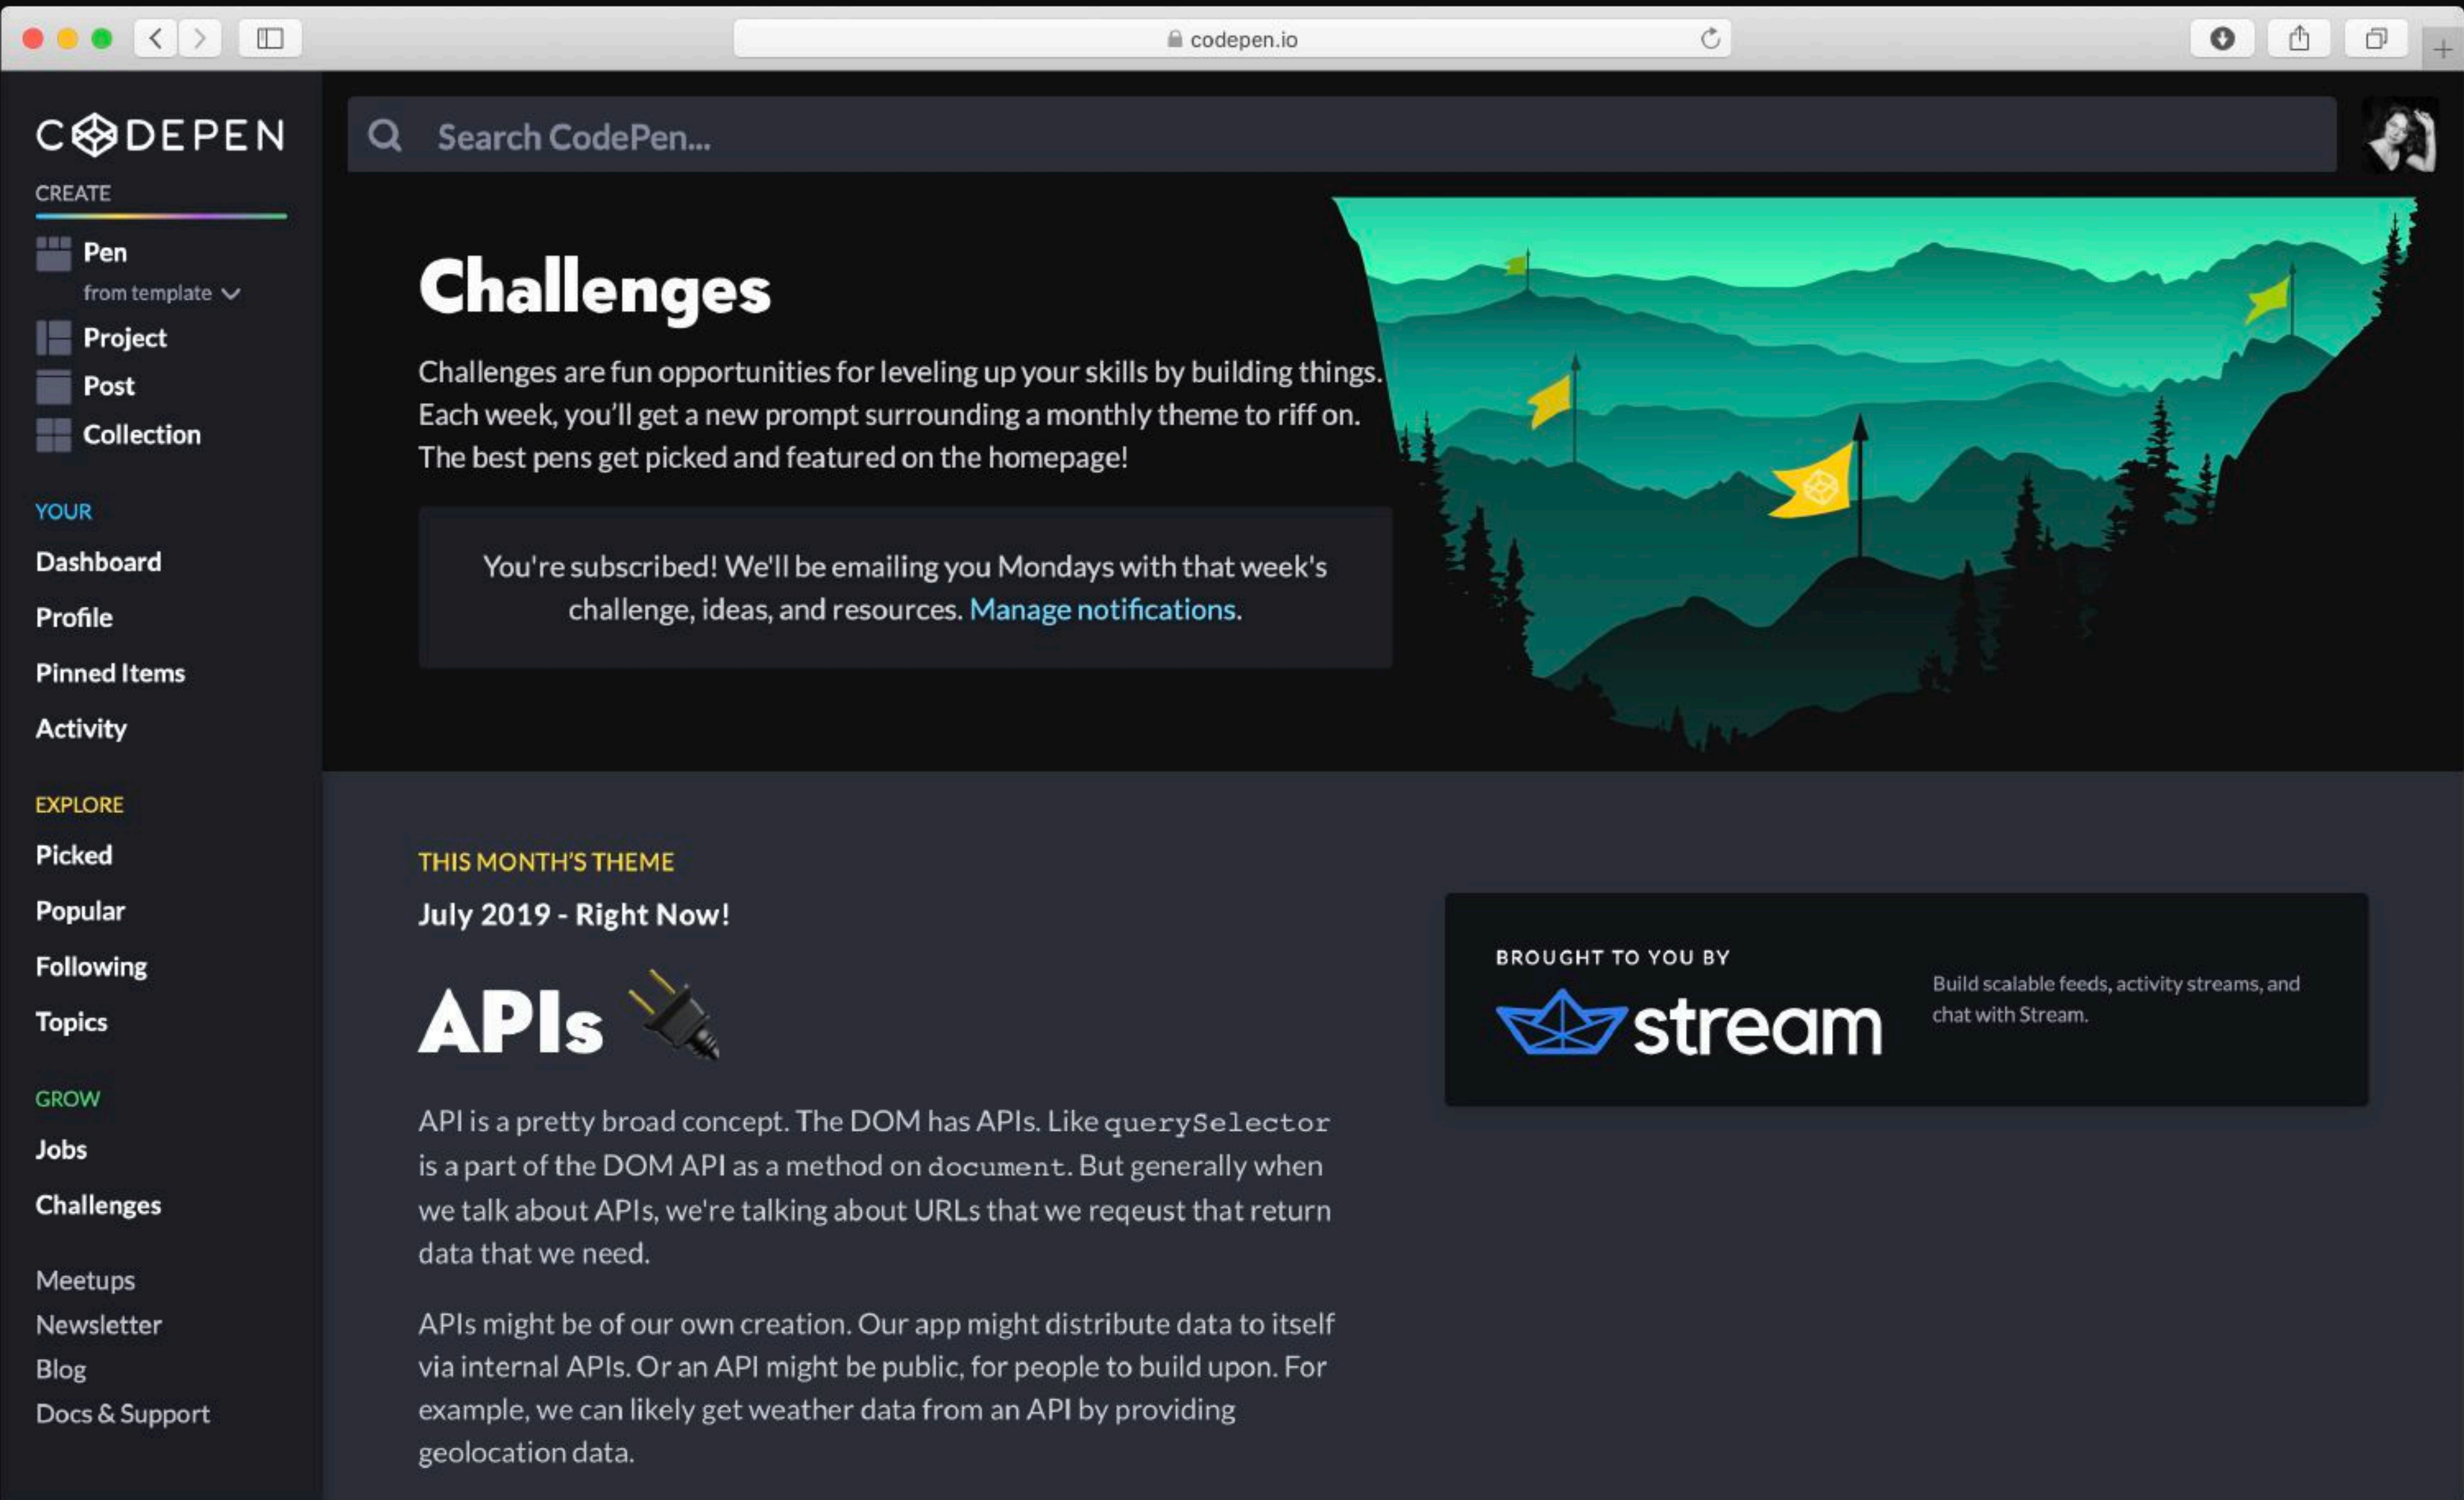 codepen.io
CODEPEN
Search CodePen...
CREATE
Pen
from template
Project
Post
Collection
YOUR
Dashboard
Profile
Pinned Items
Activity
EXPLORE
Picked
Popular
Following
Topics
GROW
Jobs
Challenges
Meetups
Newsletter
Blog
Docs & Support
Challenges
Challenges are fun opportunities for leveling up your skills by building things.
Each week, you'll get a new prompt surrounding a monthly theme to riff on.
The best pens get picked and featured on the homepage!
You're subscribed! We'll be emailing you Mondays with that week's
challenge, ideas, and resources. Manage notifications.
THIS MONTH'S THEME
July 2019 - Right Now!
APIs
API is a pretty broad concept. The DOM has APIs. Like querySelector
is a part of the DOM API as a method on document. But generally when
we talk about APIs, we're talking about URLs that we reqeust that return
data that we need.
APIs might be of our own creation. Our app might distribute data to itself
via internal APIs. Or an API might be public, for people to build upon. For
example, we can likely get weather data from an API by providing
geolocation data.
BROUGHT TO YOU BY
stream
Build scalable feeds, activity streams, and
chat with Stream.